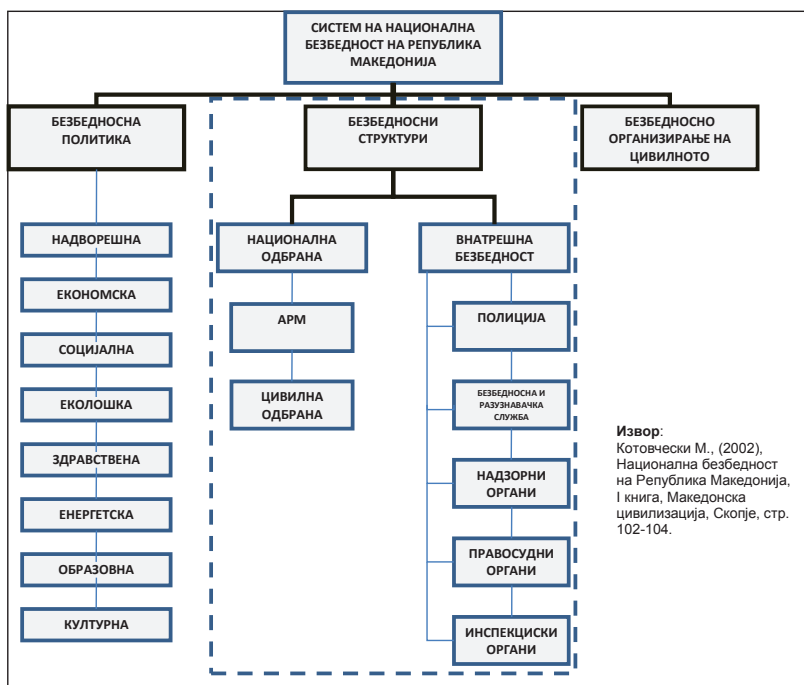 СИСТЕМ НА НАЦИОНАЛНА
БЕЗБЕДНОСТ НА РЕПУБЛИКА
МАКЕДОНИЈА
БЕЗБЕДНОСНА
ПОЛИТИКА
БЕЗБЕДНОСНИ
СТРУКТУРИ
БЕЗБЕДНОСНО
ОРГАНИЗИРАЊЕ НА
ЦИВИЛНОТО
НАДВОРЕШНА
ЕКОНОМСКА
СОЦИЈАЛНА
ЕКОЛОШКА
ЗДРАВСТВЕНА
ЕНЕРГЕТСКА
ОБРАЗОВНА
КУЛТУРНА
НАЦИОНАЛНА
ОДБРАНА
АРМ
ЦИВИЛНА
ОДБРАНА
ВНАТРЕШНА
БЕЗБЕДНОСТ
ПОЛИЦИЈА
БЕЗБЕДНОСНА И
РАЗУЗНАВАЧКА
СЛУЖБА
НАДЗОРНИ
ОРГАНИ
ПРАВОСУДНИ
ОРГАНИ
ИНСПЕКЦИСКИ
ОРГАНИ
Извор:
Котовчески М., (2002),
Национална безбедност
на Република Македонија,
I книга, Македонска
цивилизација, Скопје, стр.
102-104.